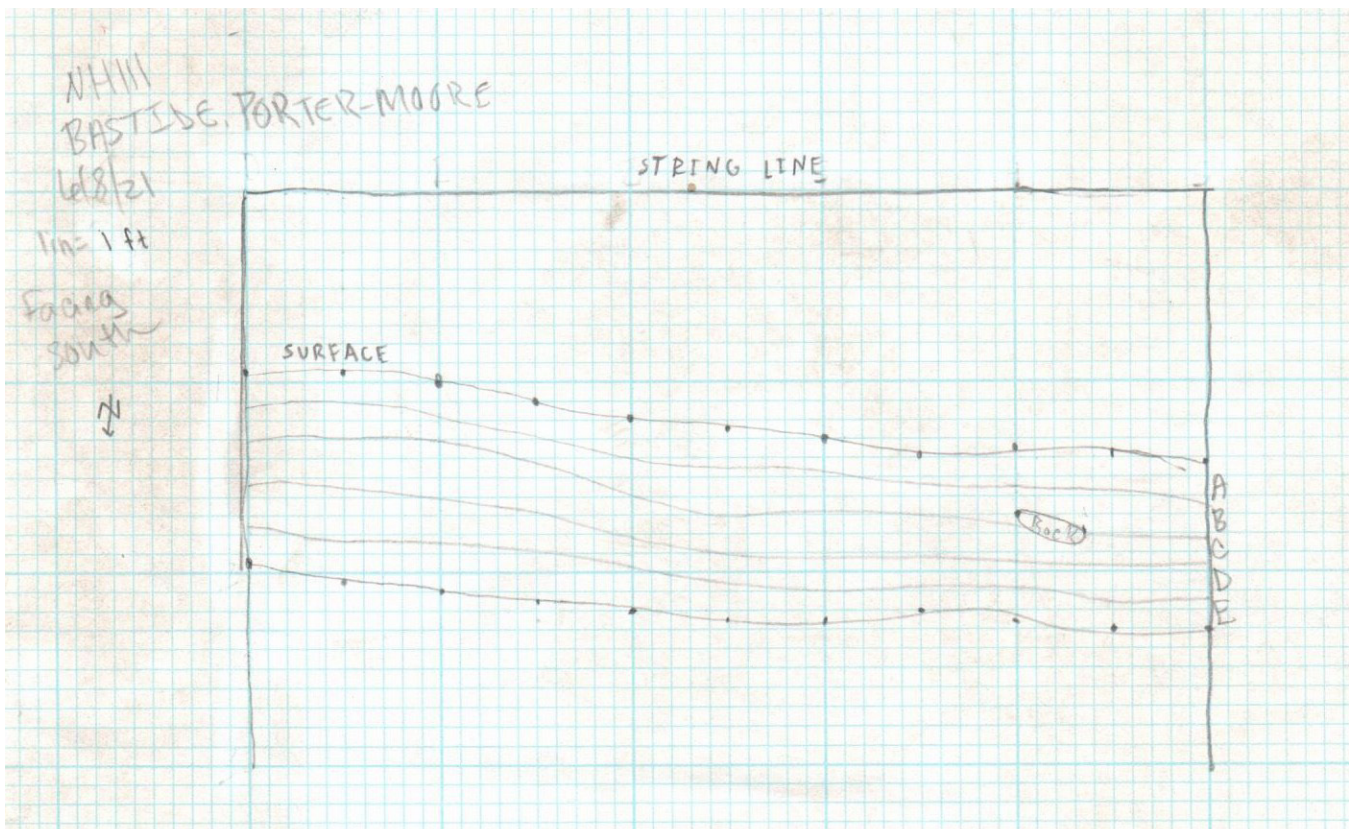 NH111
BASTIDE, PORTER-MOORE
6/8/21
1in= 1 ft
Facing
South
N
STRING LINE
SURFACE
A
B
Rock
C
D
E